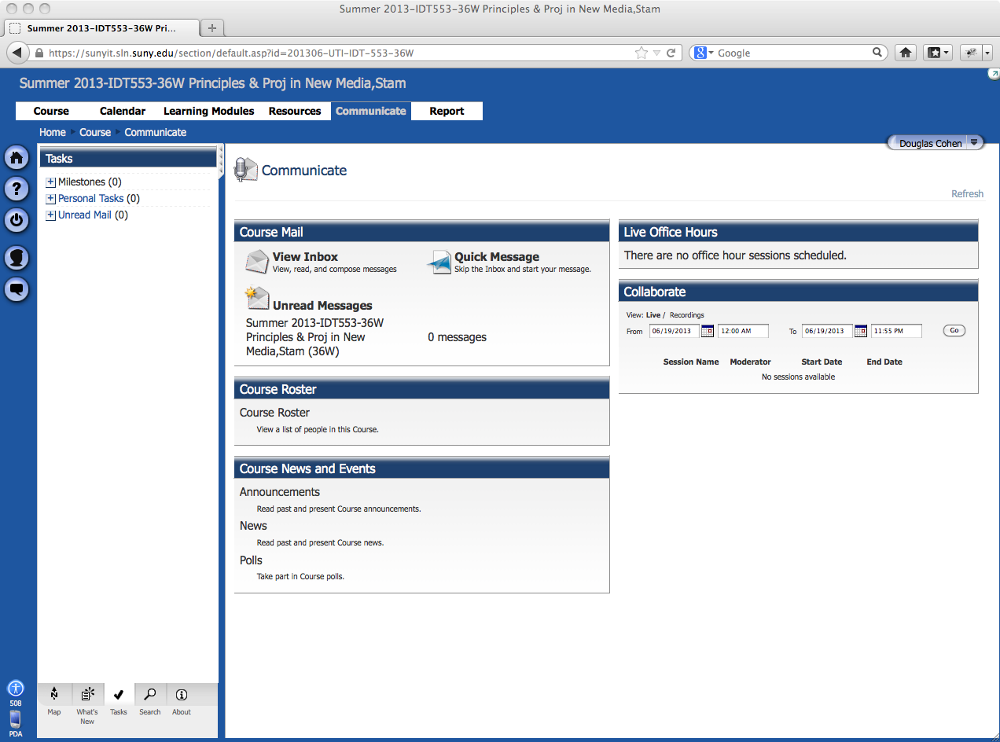 Summer 2013-IDT553-36W Principles & Proj in New Media,Stam
Summer 2013-IDT553-36W Pri...
https://sunyit.sln.suny.edu/section/default.asp?id=201306-UTI-IDT-553-36W
Google
Summer 2013-IDT553-36W Principles & Proj in New Media,Stam
Course Calendar Learning Modules Resources Communicate Report
Home Course Communicate
Douglas Cohen
Tasks
Milestones (0)
Personal Tasks (0)
Unread Mail (0)
Communicate
Refresh
Course Mail
View Inbox
View, read, and compose messages
Quick Message
Skip the Inbox and start your message.
Unread Messages
Summer 2013-IDT553-36W
Principles & Proj in New
Media,Stam (36W)
0 messages
Course Roster
Course Roster
View a list of people in this Course.
Course News and Events
Announcements
Read past and present Course announcements.
News
Read past and present Course news.
Polls
Take part in Course polls.
Live Office Hours
There are no office hour sessions scheduled.
Collaborate
View: Live / Recordings
From 06/19/2013 12:00 AM To 06/19/2013 11:55 PM Go
Session Name Moderator Start Date End Date
No sessions available
508
PDA
Map
What's
New
Tasks
Search
About